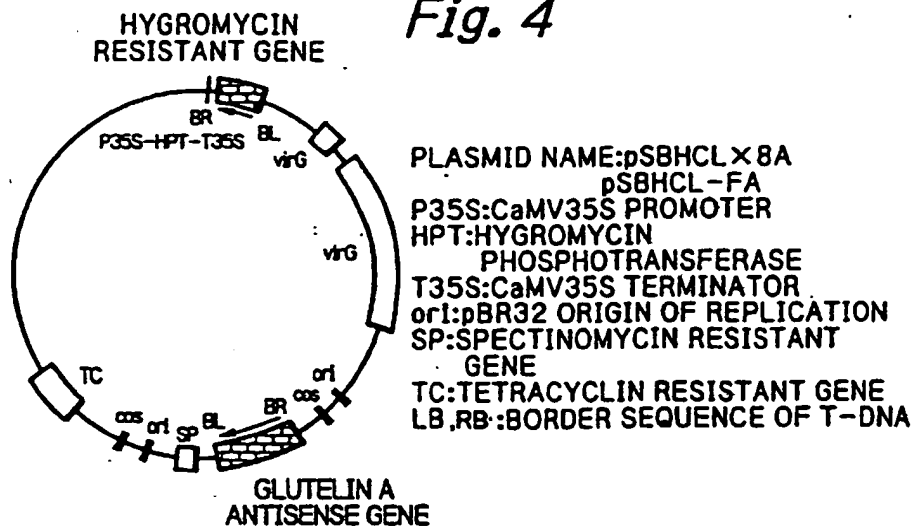 Fig. 4
HYGROMYCIN
RESISTANT GENE
BR
BL
P35S-HPT-T35S
virG
virG
PLASMID NAME:pSBHCL×8A
pSBHCL-FA
P35S:CaMV35S PROMOTER
HPT:HYGROMYCIN
PHOSPHOTRANSFERASE
T35S:CaMV35S TERMINATOR
ori:pBR32 ORIGIN OF REPLICATION
SP:SPECTINOMYCIN RESISTANT
GENE
TC:TETRACYCLIN RESISTANT GENE
LB,RB:BORDER SEQUENCE OF T-DNA
TC
cos
ori
SP
BL
BR
cos
ori
GLUTELIN A
ANTISENSE GENE